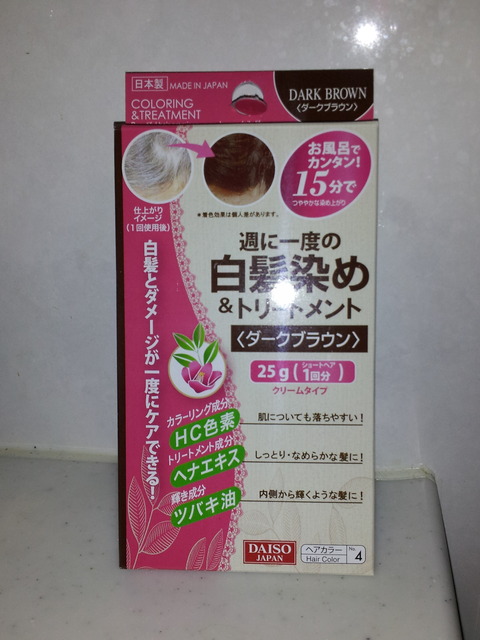 日本製 MADE IN JAPAN
COLORING
&TREATMENT
DARK BROWN
〈ダークブラウン〉
お風呂で
カンタン!
15分で
つややかな染め上がり
仕上がり
イメージ
(1回使用後)
*着色効果は個人差があります。
週に一度の
白髪染め
&トリートメント
〈ダークブラウン〉
25g(ショートヘア1回分)
クリームタイプ
白髪とダメージが一度にケアできる!
カラーリング成分
HC色素
肌についても落ちやすい!
トリートメント成分
ヘナエキス
しっとり・なめらかな髪に!
輝き成分
ツバキ油
内側から輝くような髪に!
DAISO
JAPAN
ヘアカラー
Hair Color
No.
4